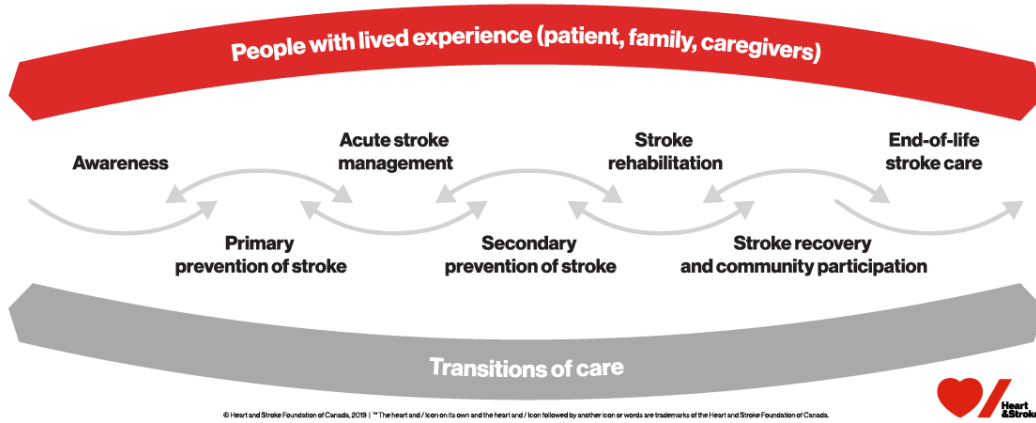 People with lived experience (patient, family, caregivers)
Awareness
Acute stroke
management
Stroke
rehabilitation
End-of-life
stroke care
Primary
prevention of stroke
Secondary
prevention of stroke
Stroke recovery
and community participation
Transitions of care
© Heart and Stroke Foundation of Canada, 2019 | ™ The heart and / icon on its own and the heart and / icon followed by another icon or words are trademarks of the Heart and Stroke Foundation of Canada.
Heart
&Stroke